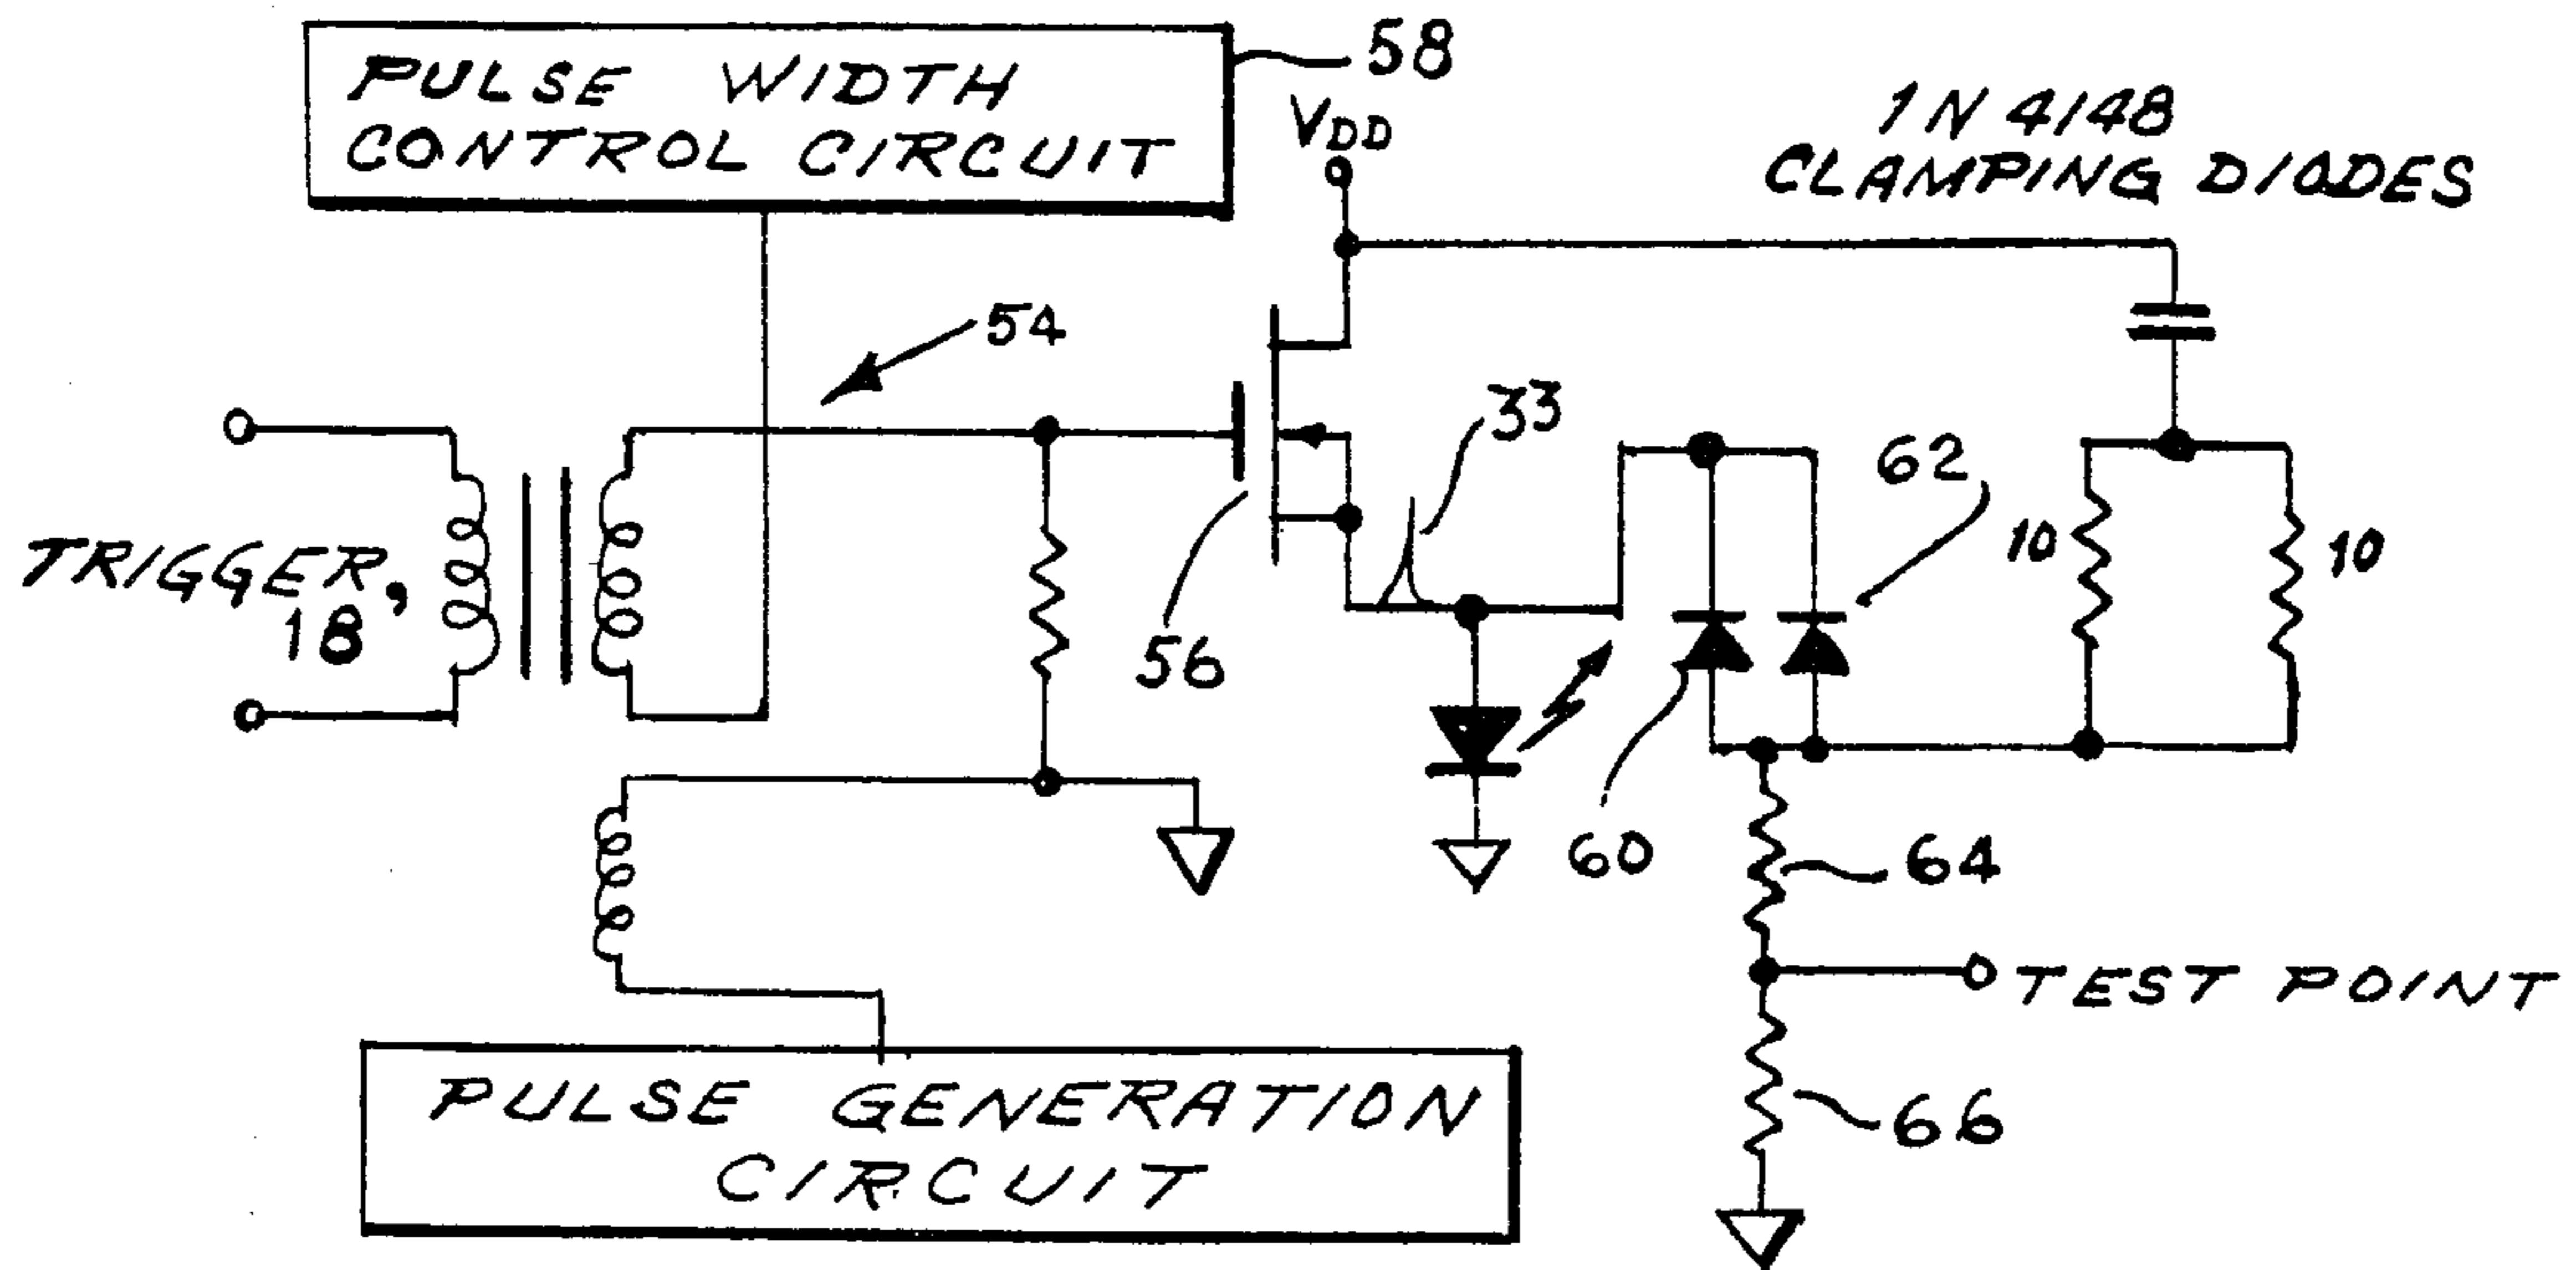 PULSE WIDTH
CONTROL CIRCUIT
58
VDD
1N 4148
CLAMPING DIODES
54
33
62
TRIGGER,
18
56
10
10
60
64
TEST POINT
66
PULSE GENERATION
CIRCUIT